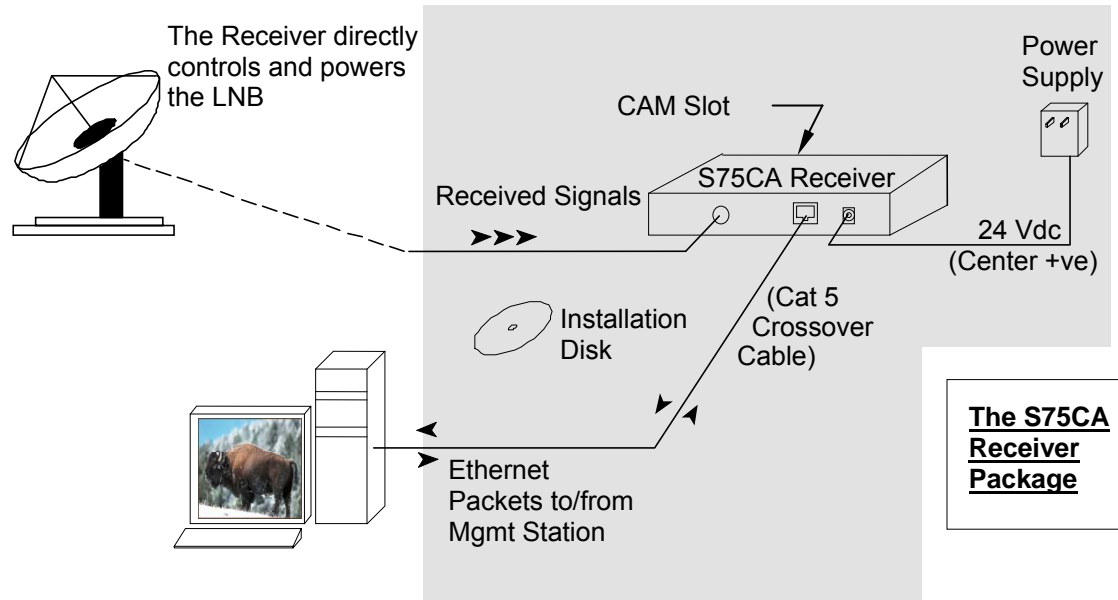 The Receiver directly
controls and powers
the LNB
Power
Supply
CAM Slot
S75CA Receiver
Received Signals
24 Vdc
(Center +ve)
(Cat 5
Crossover
Cable)
Installation
Disk
Ethernet
Packets to/from
Mgmt Station
The S75CA
Receiver
Package